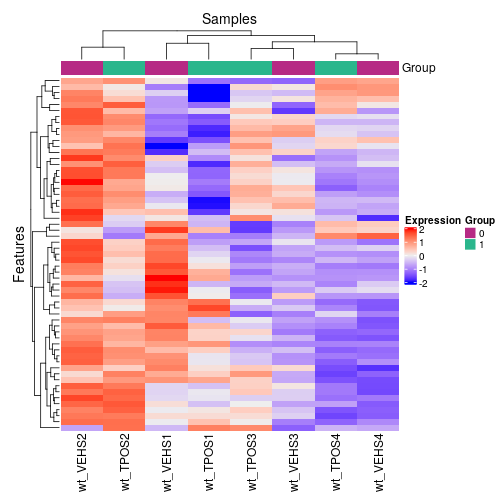 Samples
Group
Features
Expression Group
2
1
0
-1
-2
0
1
wt_VEHS2
wt_TPOS2
wt_VEHS1
wt_TPOS1
wt_TPOS3
wt_VEHS3
wt_TPOS4
wt_VEHS4